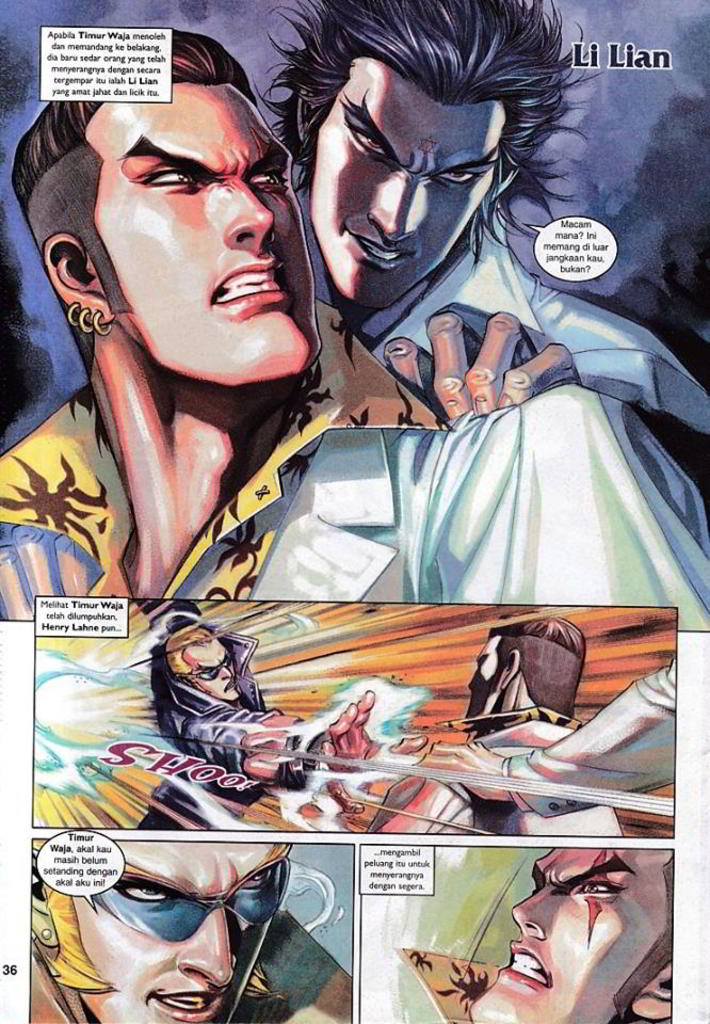 Apabila Timur Waja menoleh
dan memandang ke belakang,
dia baru sedar orang yang telah
menyerangnya dengan secara
tergempar itu ialah Li Lian
yang amat jahat dan licik itu.
Li Lian
Macam
mana? Ini
memang di luar
jangkaan kau,
bukan?
Melihat Timur Waja
telah dilumpuhkan,
Henry Lahne pun...
SHOO!
Timur
Waja, akal kau
masih belum
setanding dengan
akal aku ini!
...mengambil
peluang itu untuk
menyerangnya
dengan segera.
36